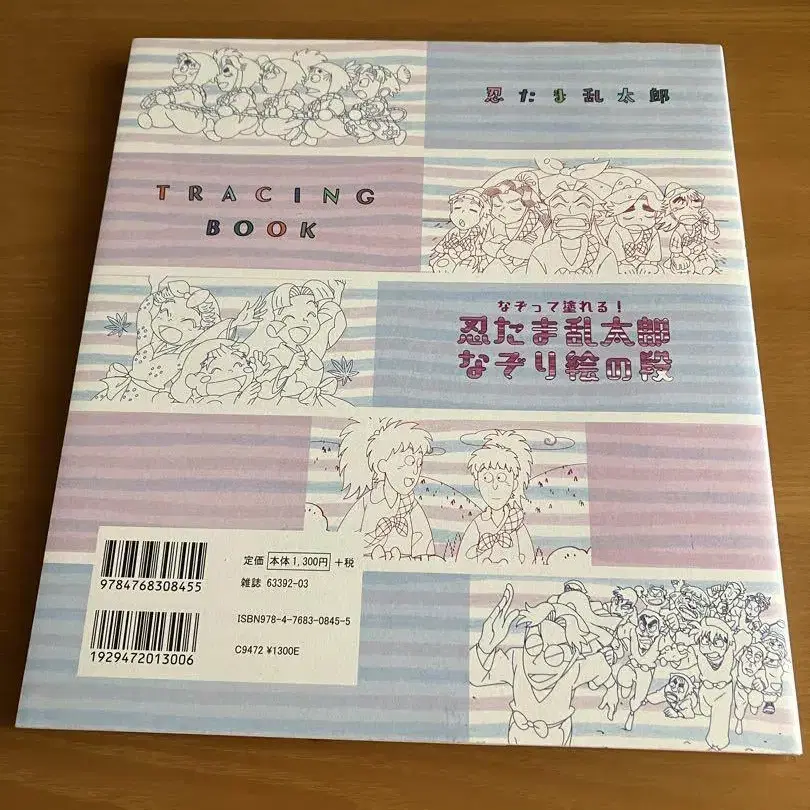 忍たま乱太郎
TRACING
BOOK
なぞって塗れる!
忍たま乱太郎
なぞり絵の段
9784768308455
1929472013006
定価 本体1,300円 +税
雑誌 63392-03
ISBN978-4-7683-0845-5
C9472 ¥1300E